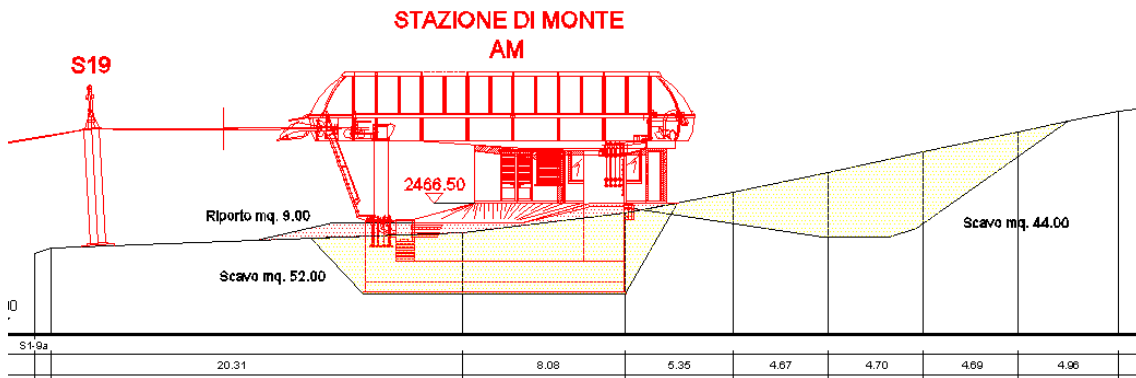 STAZIONE DI MONTE
AM
S19
2466.50
Riporto mq. 9.00
Scavo mq. 44.00
Scavo mq. 52.00
S1-9a
20.31 8.08 5.35 4.67 4.70 4.69 4.96